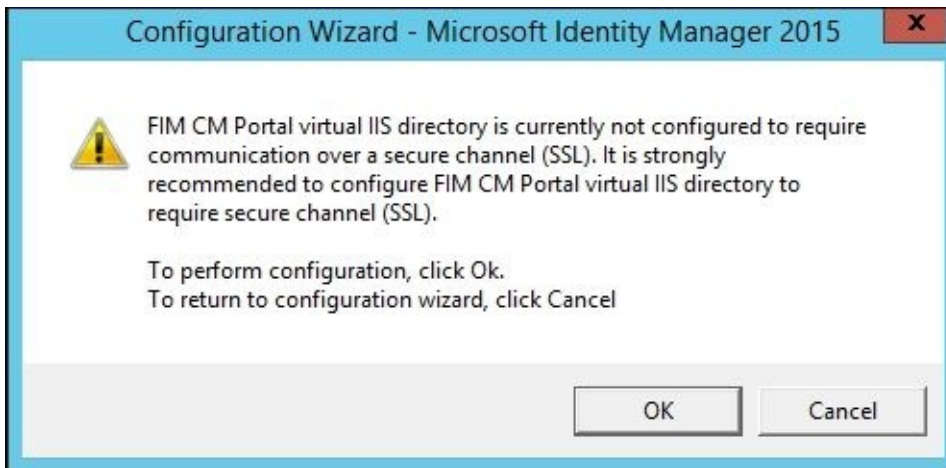 Configuration Wizard - Microsoft Identity Manager 2015
x
FIM CM Portal virtual IIS directory is currently not configured to require
communication over a secure channel (SSL). It is strongly
recommended to configure FIM CM Portal virtual IIS directory to
require secure channel (SSL).
To perform configuration, click Ok.
To return to configuration wizard, click Cancel
OK
Cancel